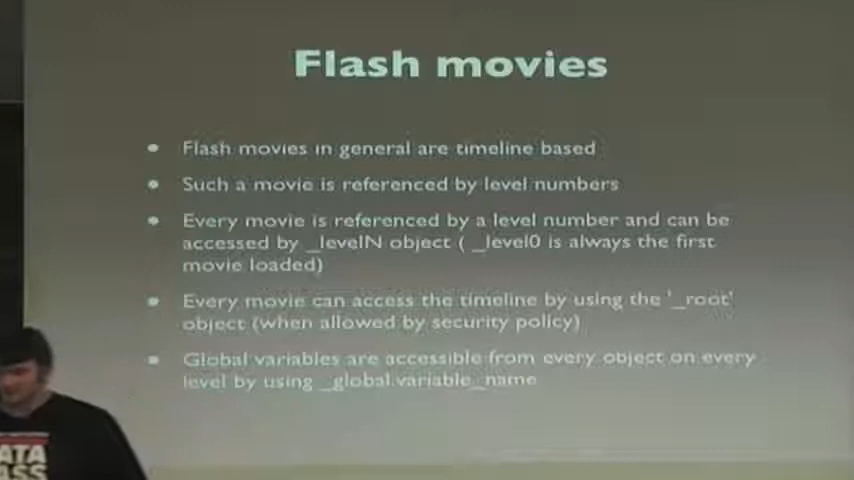 Flash movies
Flash movies in general are timeline based
Such a movie is referenced by level numbers
Every movie is referenced by a level number and can be
accessed by _levelN object ( _level0 is always the first
movie loaded)
Every movie can access the timeline by using the '_root'
object (when allowed by security policy)
Global variables are accessible from every object on every
level by using _global.variable_name
ATA
ASS